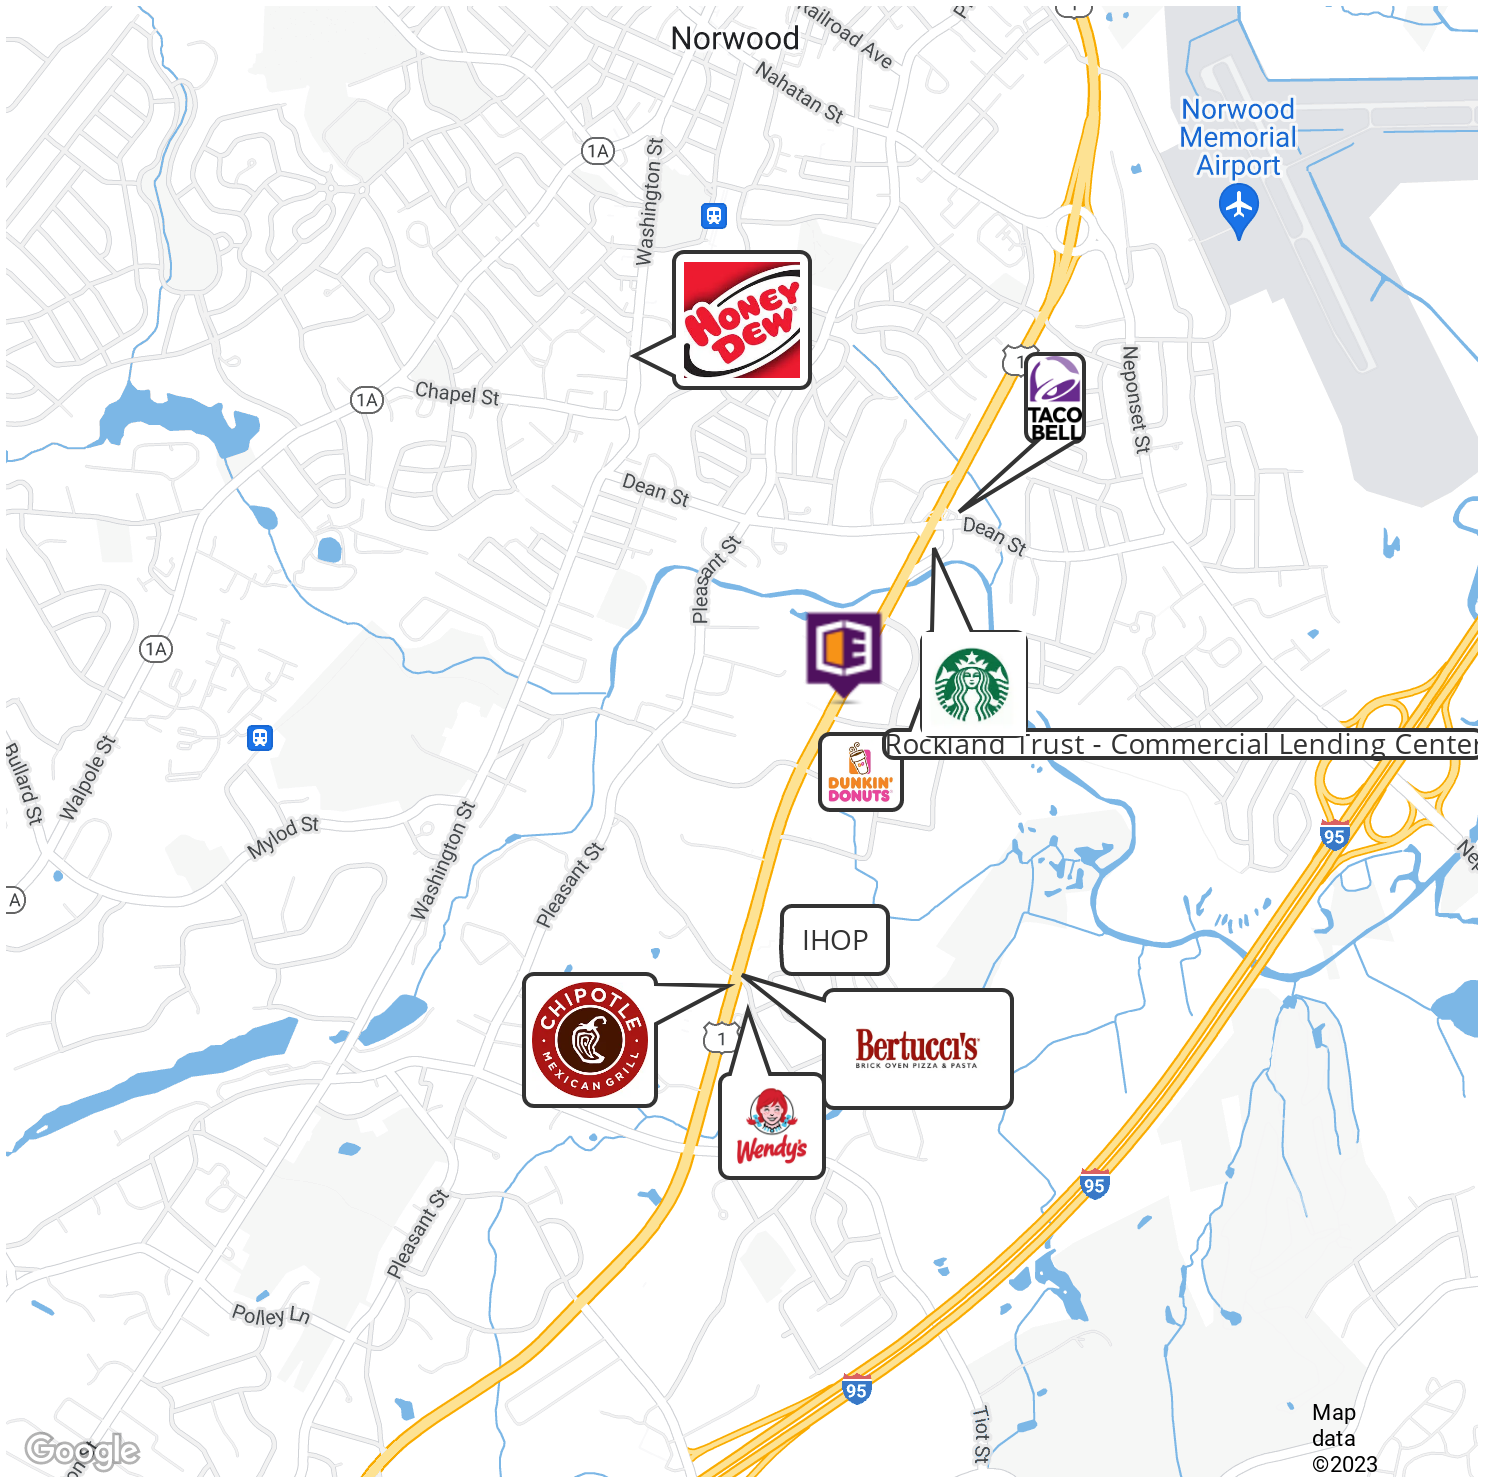 Norwood
Railroad Ave
Nahatan St
1
Norwood
Memorial
Airport
1A
Washington St
HONEY
DEW
1
TACO
BELL
Neponset St
1A
Chapel St
Dean St
Dean St
Pleasant St
1A
E
Bullard St
Walpole St
Rockland Trust - Commercial Lending Center
DUNKIN'
DONUTS
Mylod St
Washington St
Pleasant St
95
Nep
A
IHOP
CHIPOTLE
MEXICAN GRILL
1
Bertucci's
BRICK OVEN PIZZA & PASTA
Wendy's
95
Pleasant St
Polley Ln
95
Tiot St
Map
data
©2023
Google